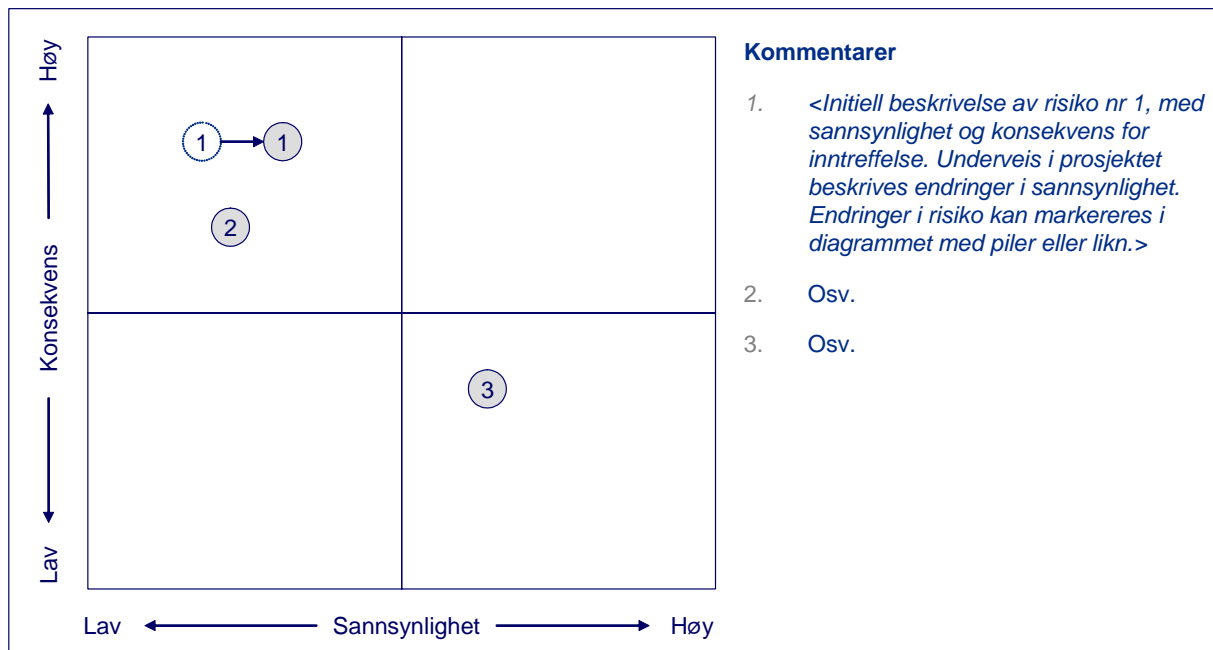 Høy
Konsekvens
Lav
1
1
2
3
Lav
Sannsynlighet
Høy
Kommentarer
1. <Initiell beskrivelse av risiko nr 1, med
sannsynlighet og konsekvens for
inntreffelse. Underveis i prosjektet
beskrives endringer i sannsynlighet.
Endringer i risiko kan markereres i
diagrammet med piler eller likn.>
2. Osv.
3. Osv.